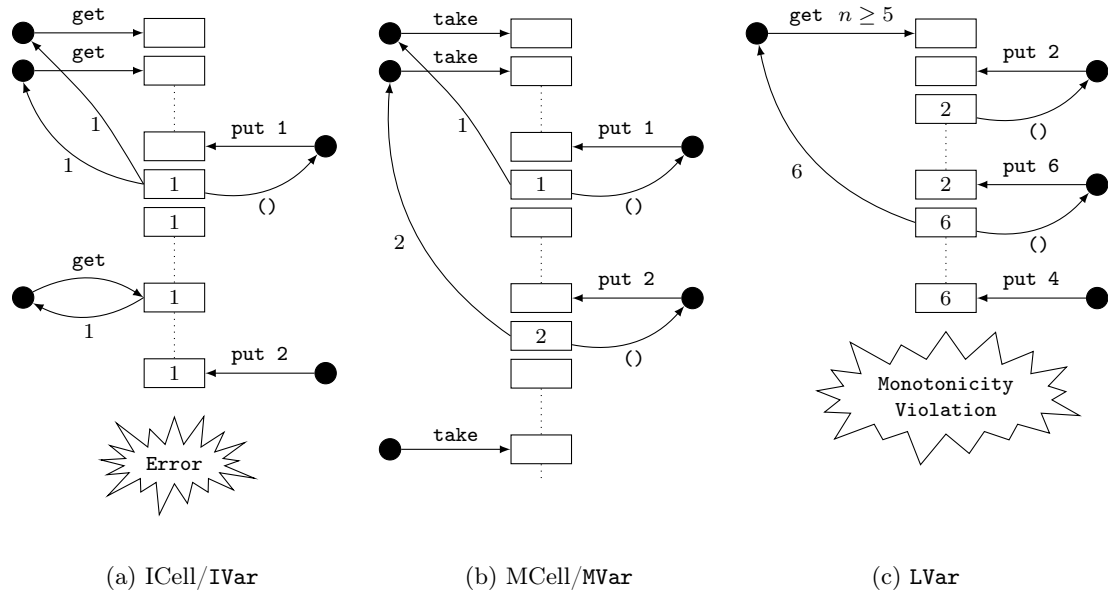 get
get
1
1
put 1
1
()
1
get
1
1
put 2
1
Error
(a) ICell/IVar
take
take
1
put 1
1
()
2
put 2
2
()
take
(b) MCell/MVar
get n ≥ 5
put 2
2
()
6
put 6
2
6
()
put 4
6
Monotonicity
Violation
(c) LVar